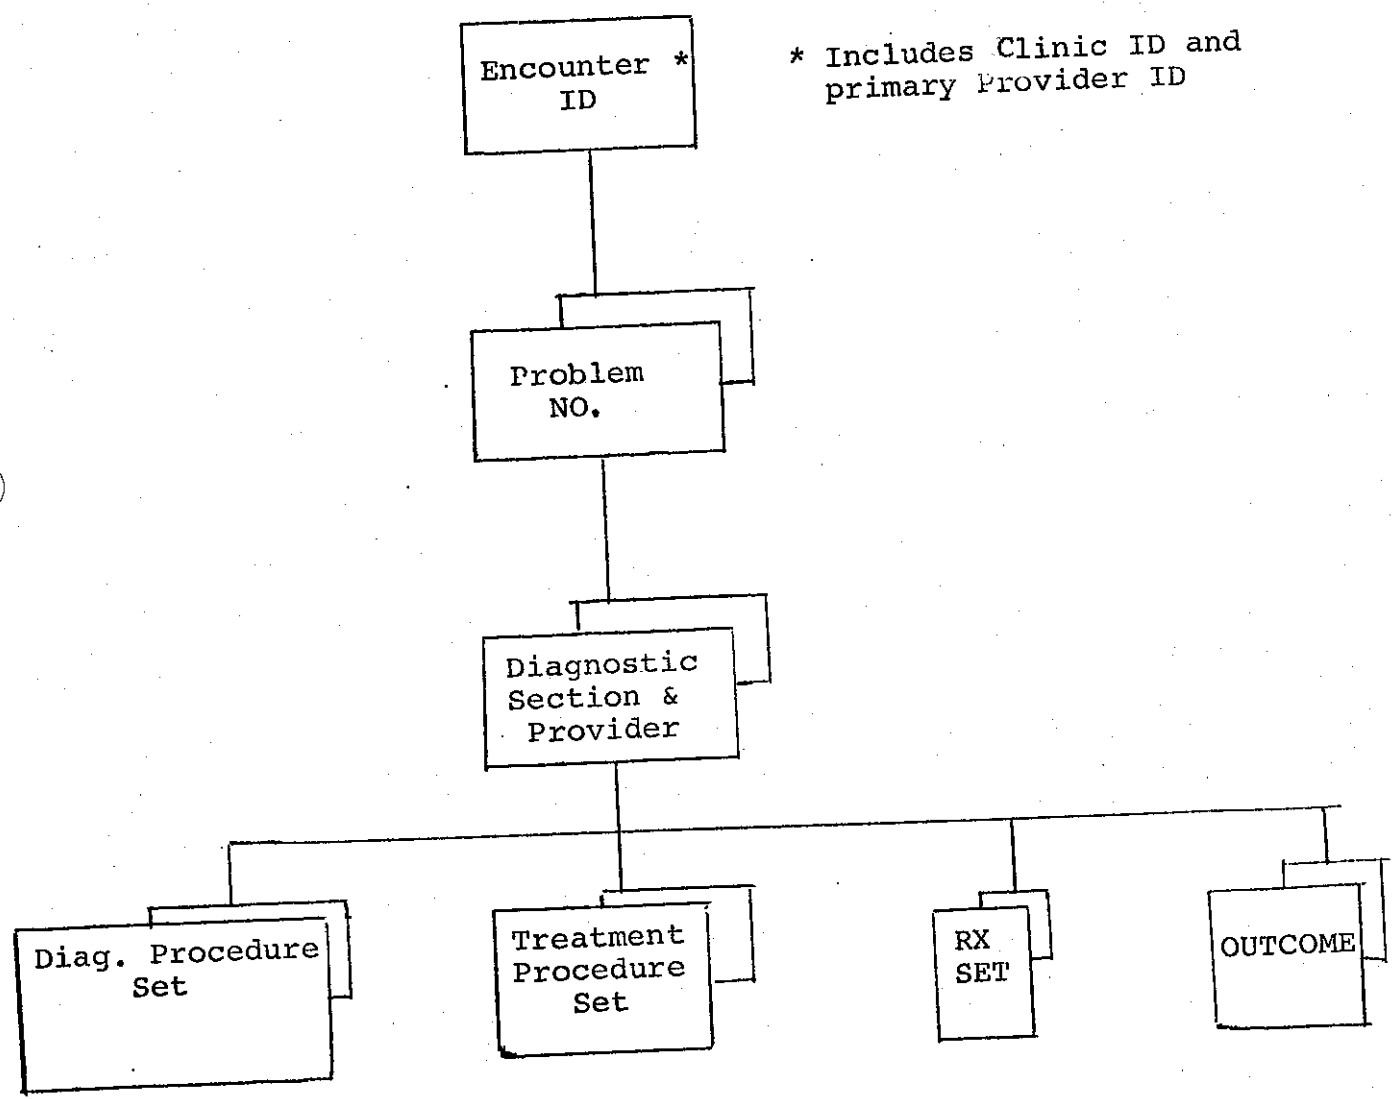 Encounter *
ID
* Includes Clinic ID and
primary Provider ID
Problem
NO.
Diagnostic
Section &
Provider
Diag. Procedure
Set
Treatment
Procedure
Set
RX
SET
OUTCOME